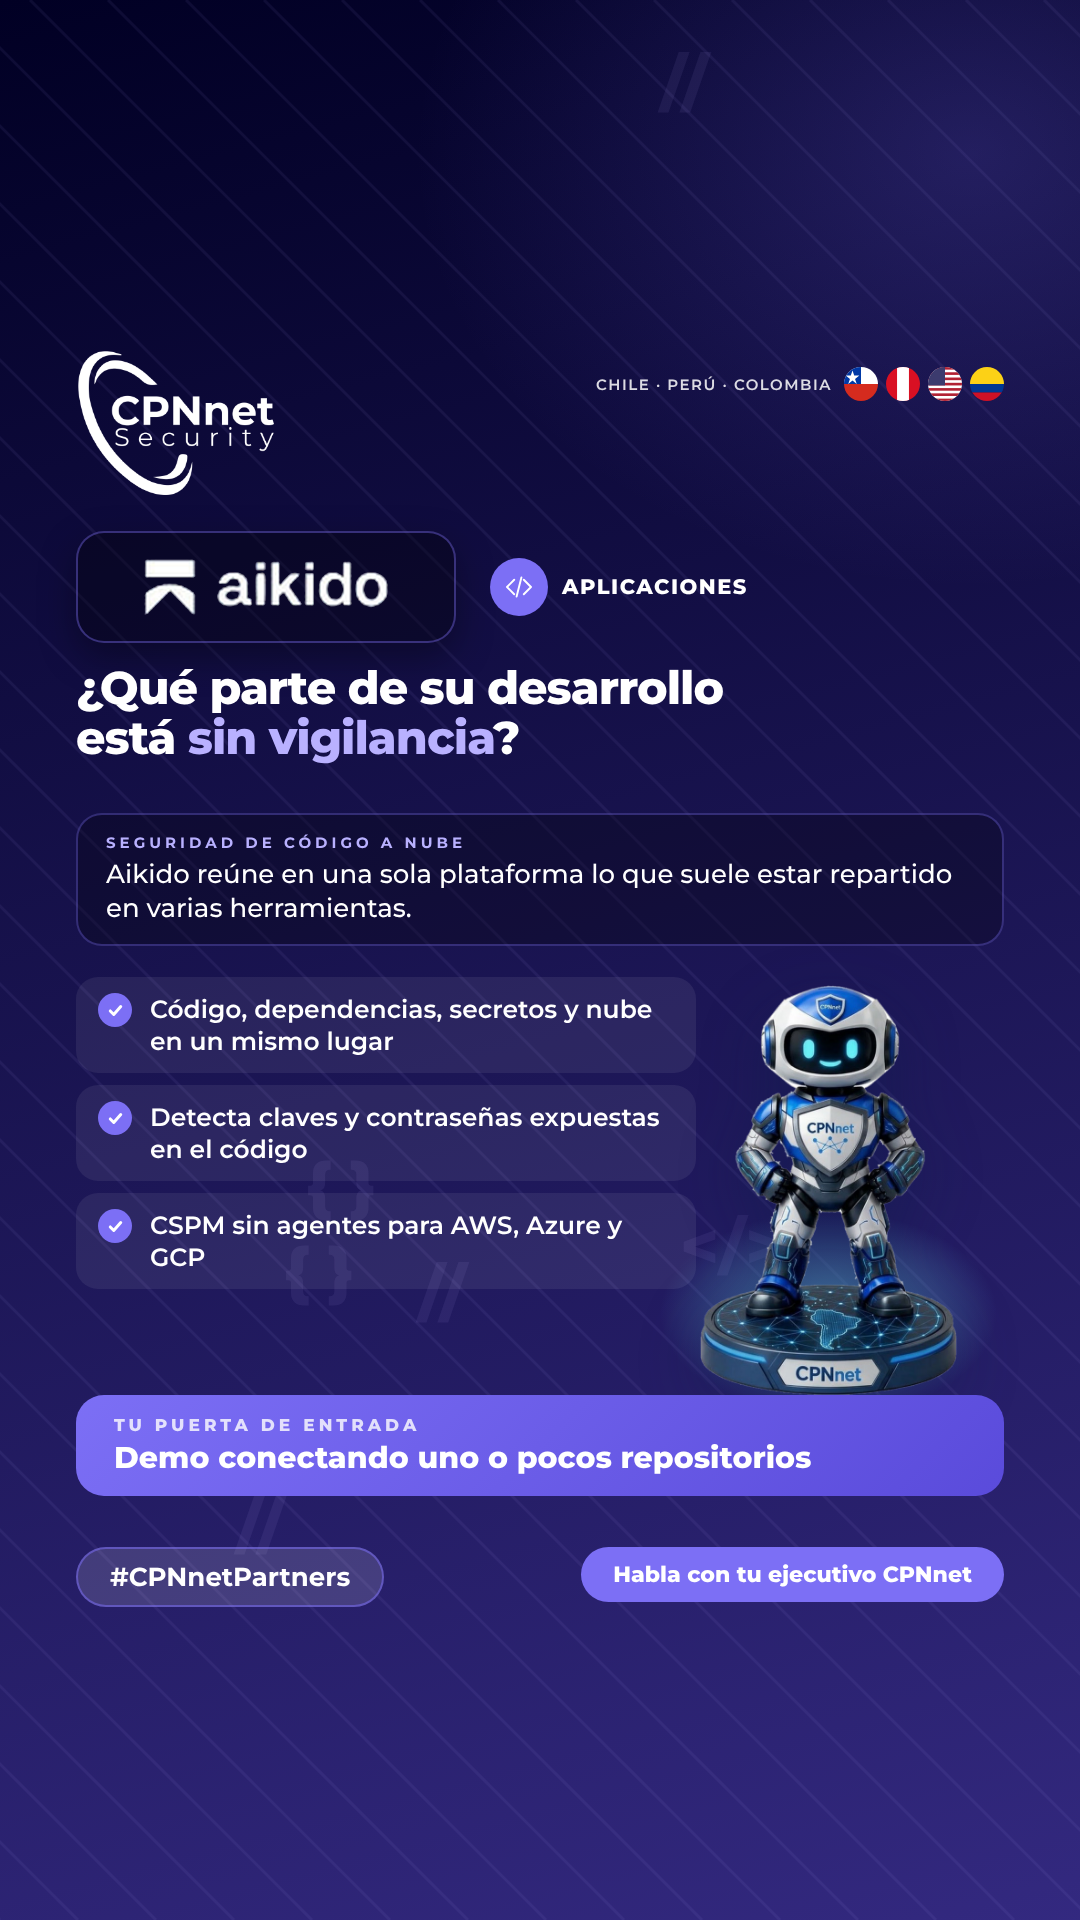 CPNnet
Security
CHILE · PERÚ · COLOMBIA
aikido
</> APLICACIONES
¿Qué parte de su desarrollo
está sin vigilancia?
SEGURIDAD DE CÓDIGO A NUBE
Aikido reúne en una sola plataforma lo que suele estar repartido
en varias herramientas.
Código, dependencias, secretos y nube
en un mismo lugar
Detecta claves y contraseñas expuestas
en el código
CSPM sin agentes para AWS, Azure y
GCP
CPNnet
CPNnet
CPNnet
TU PUERTA DE ENTRADA
Demo conectando uno o pocos repositorios
#CPNnetPartners
Habla con tu ejecutivo CPNnet